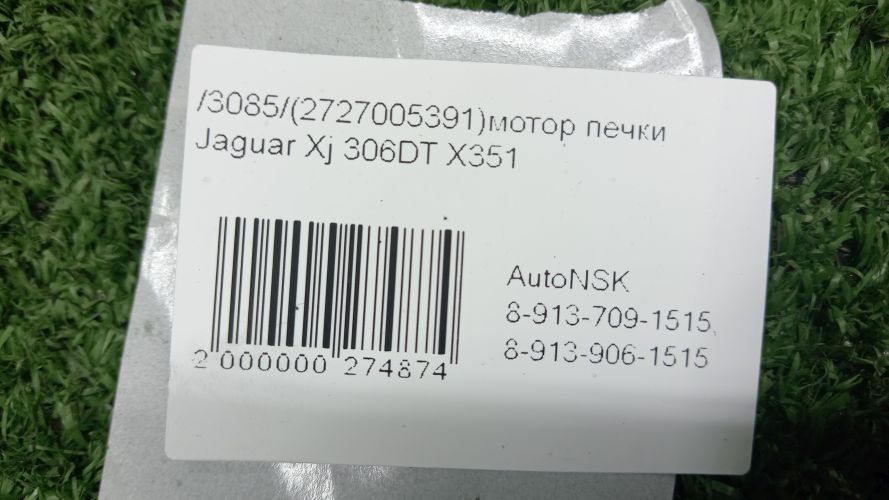 /3085/(2727005391)мотор печки
Jaguar Xj 306DT X351
AutoNSK
8-913-709-1515,
8-913-906-1515
2 000000 274874